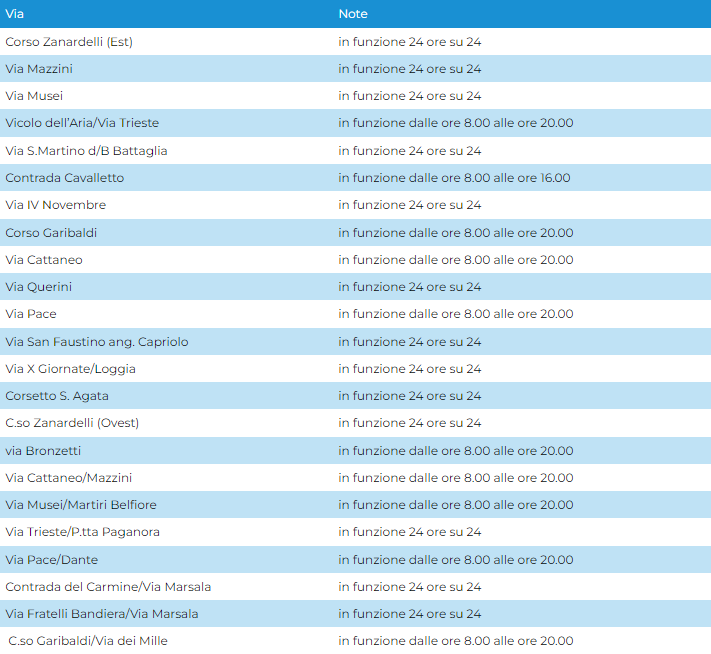 Via Note
Corso Zanardelli (Est) in funzione 24 ore su 24
Via Mazzini in funzione 24 ore su 24
Via Musei in funzione 24 ore su 24
Vicolo dell’Aria/Via Trieste in funzione dalle ore 8.00 alle ore 20.00
Via S.Martino d/B Battaglia in funzione 24 ore su 24
Contrada Cavalletto in funzione dalle ore 8.00 alle ore 16.00
Via IV Novembre in funzione 24 ore su 24
Corso Garibaldi in funzione dalle ore 8.00 alle ore 20.00
Via Cattaneo in funzione dalle ore 8.00 alle ore 20.00
Via Querini in funzione 24 ore su 24
Via Pace in funzione dalle ore 8.00 alle ore 20.00
Via San Faustino ang. Capriolo in funzione 24 ore su 24
Via X Giornate/Loggia in funzione 24 ore su 24
Corsetto S. Agata in funzione 24 ore su 24
C.so Zanardelli (Ovest) in funzione 24 ore su 24
via Bronzetti in funzione dalle ore 8.00 alle ore 20.00
Via Cattaneo/Mazzini in funzione dalle ore 8.00 alle ore 20.00
Via Musei/Martiri Belfiore in funzione dalle ore 8.00 alle ore 20.00
Via Trieste/P.tta Paganora in funzione 24 ore su 24
Via Pace/Dante in funzione dalle ore 8.00 alle ore 20.00
Contrada del Carmine/Via Marsala in funzione 24 ore su 24
Via Fratelli Bandiera/Via Marsala in funzione 24 ore su 24
C.so Garibaldi/Via dei Mille in funzione dalle ore 8.00 alle ore 20.00